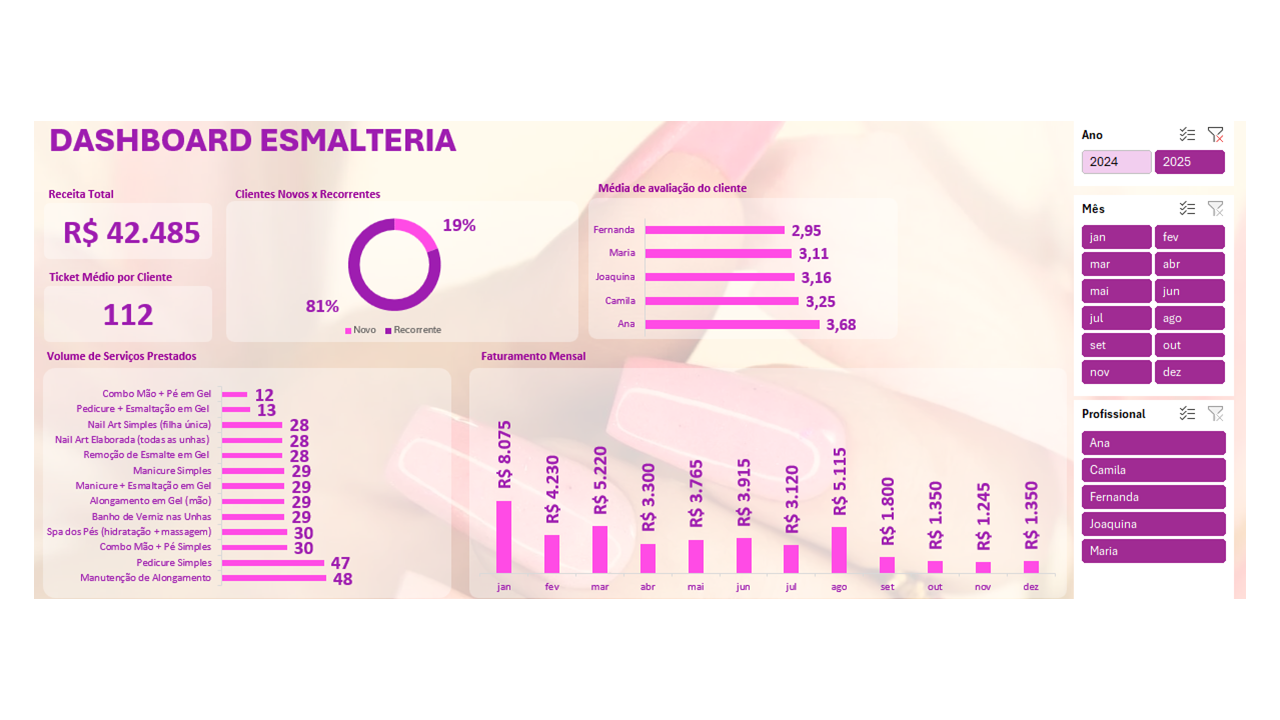 DASHBOARD ESMALTERIA
Receita Total
R$ 42.485
Ticket Médio por Cliente
112
Clientes Novos x Recorrentes
19%
81%
Novo
Recorrente
Média de avaliação do cliente
Fernanda 2,95
Maria 3,11
Joaquina 3,16
Camila 3,25
Ana 3,68
Volume de Serviços Prestados
Combo Mão + Pé em Gel 12
Pedicure + Esmaltação em Gel 13
Nail Art Simples (filha única) 28
Nail Art Elaborada (todas as unhas) 28
Remoção de Esmalte em Gel 28
Manicure Simples 29
Manicure + Esmaltação em Gel 29
Alongamento em Gel (mão) 29
Banho de Verniz nas Unhas 29
Spa dos Pés (hidratação + massagem) 30
Combo Mão + Pé Simples 30
Pedicure Simples 47
Manutenção de Alongamento 48
Faturamento Mensal
R$ 8.075
R$ 4.230
R$ 5.220
R$ 3.300
R$ 3.765
R$ 3.915
R$ 3.120
R$ 5.115
R$ 1.800
R$ 1.350
R$ 1.245
R$ 1.350
jan fev mar abr mai jun jul ago set out nov dez
Ano
2024 2025
Mês
jan fev
mar abr
mai jun
jul ago
set out
nov dez
Profissional
Ana
Camila
Fernanda
Joaquina
Maria